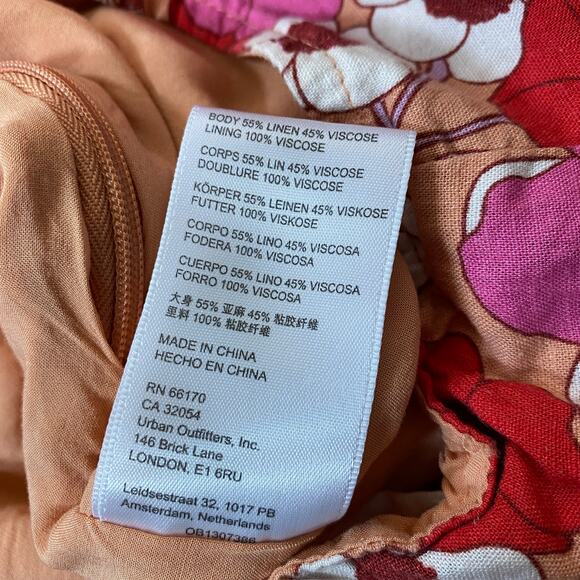 BODY 55% LINEN 45% VISCOSE
LINING 100% VISCOSE
CORPS 55% LIN 45% VISCOSE
DOUBLURE 100% VISCOSE
KÖRPER 55% LEINEN 45% VISKOSE
FUTTER 100% VISKOSE
CORPO 55% LINO 45% VISCOSA
FODERA 100% VISCOSA
CUERPO 55% LINO 45% VISCOSA
FORRO 100% VISCOSA
大身 55% 亚麻 45% 粘胶纤维
里料 100% 粘胶纤维
MADE IN CHINA
HECHO EN CHINA
RN 66170
CA 32054
Urban Outfitters, Inc.
146 Brick Lane
LONDON, E1 6RU
Leidsestraat 32, 1017 PB
Amsterdam, Netherlands
OB1307366